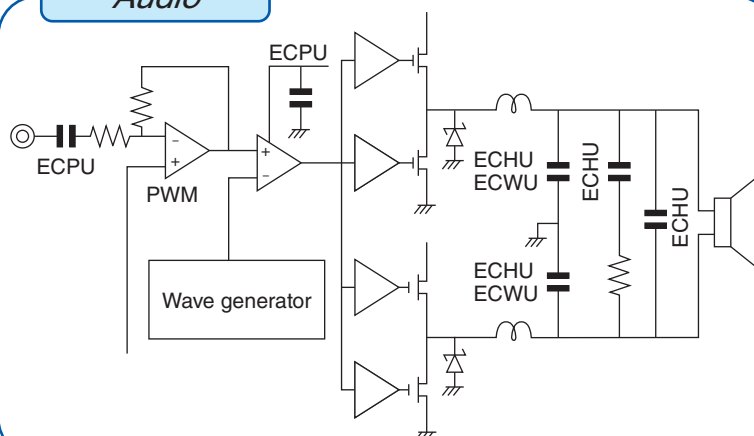 Audio
ECPU
ECPU
PWM
Wave generator
ECHU
ECWU
ECHU
ECHU
ECHU
ECWU